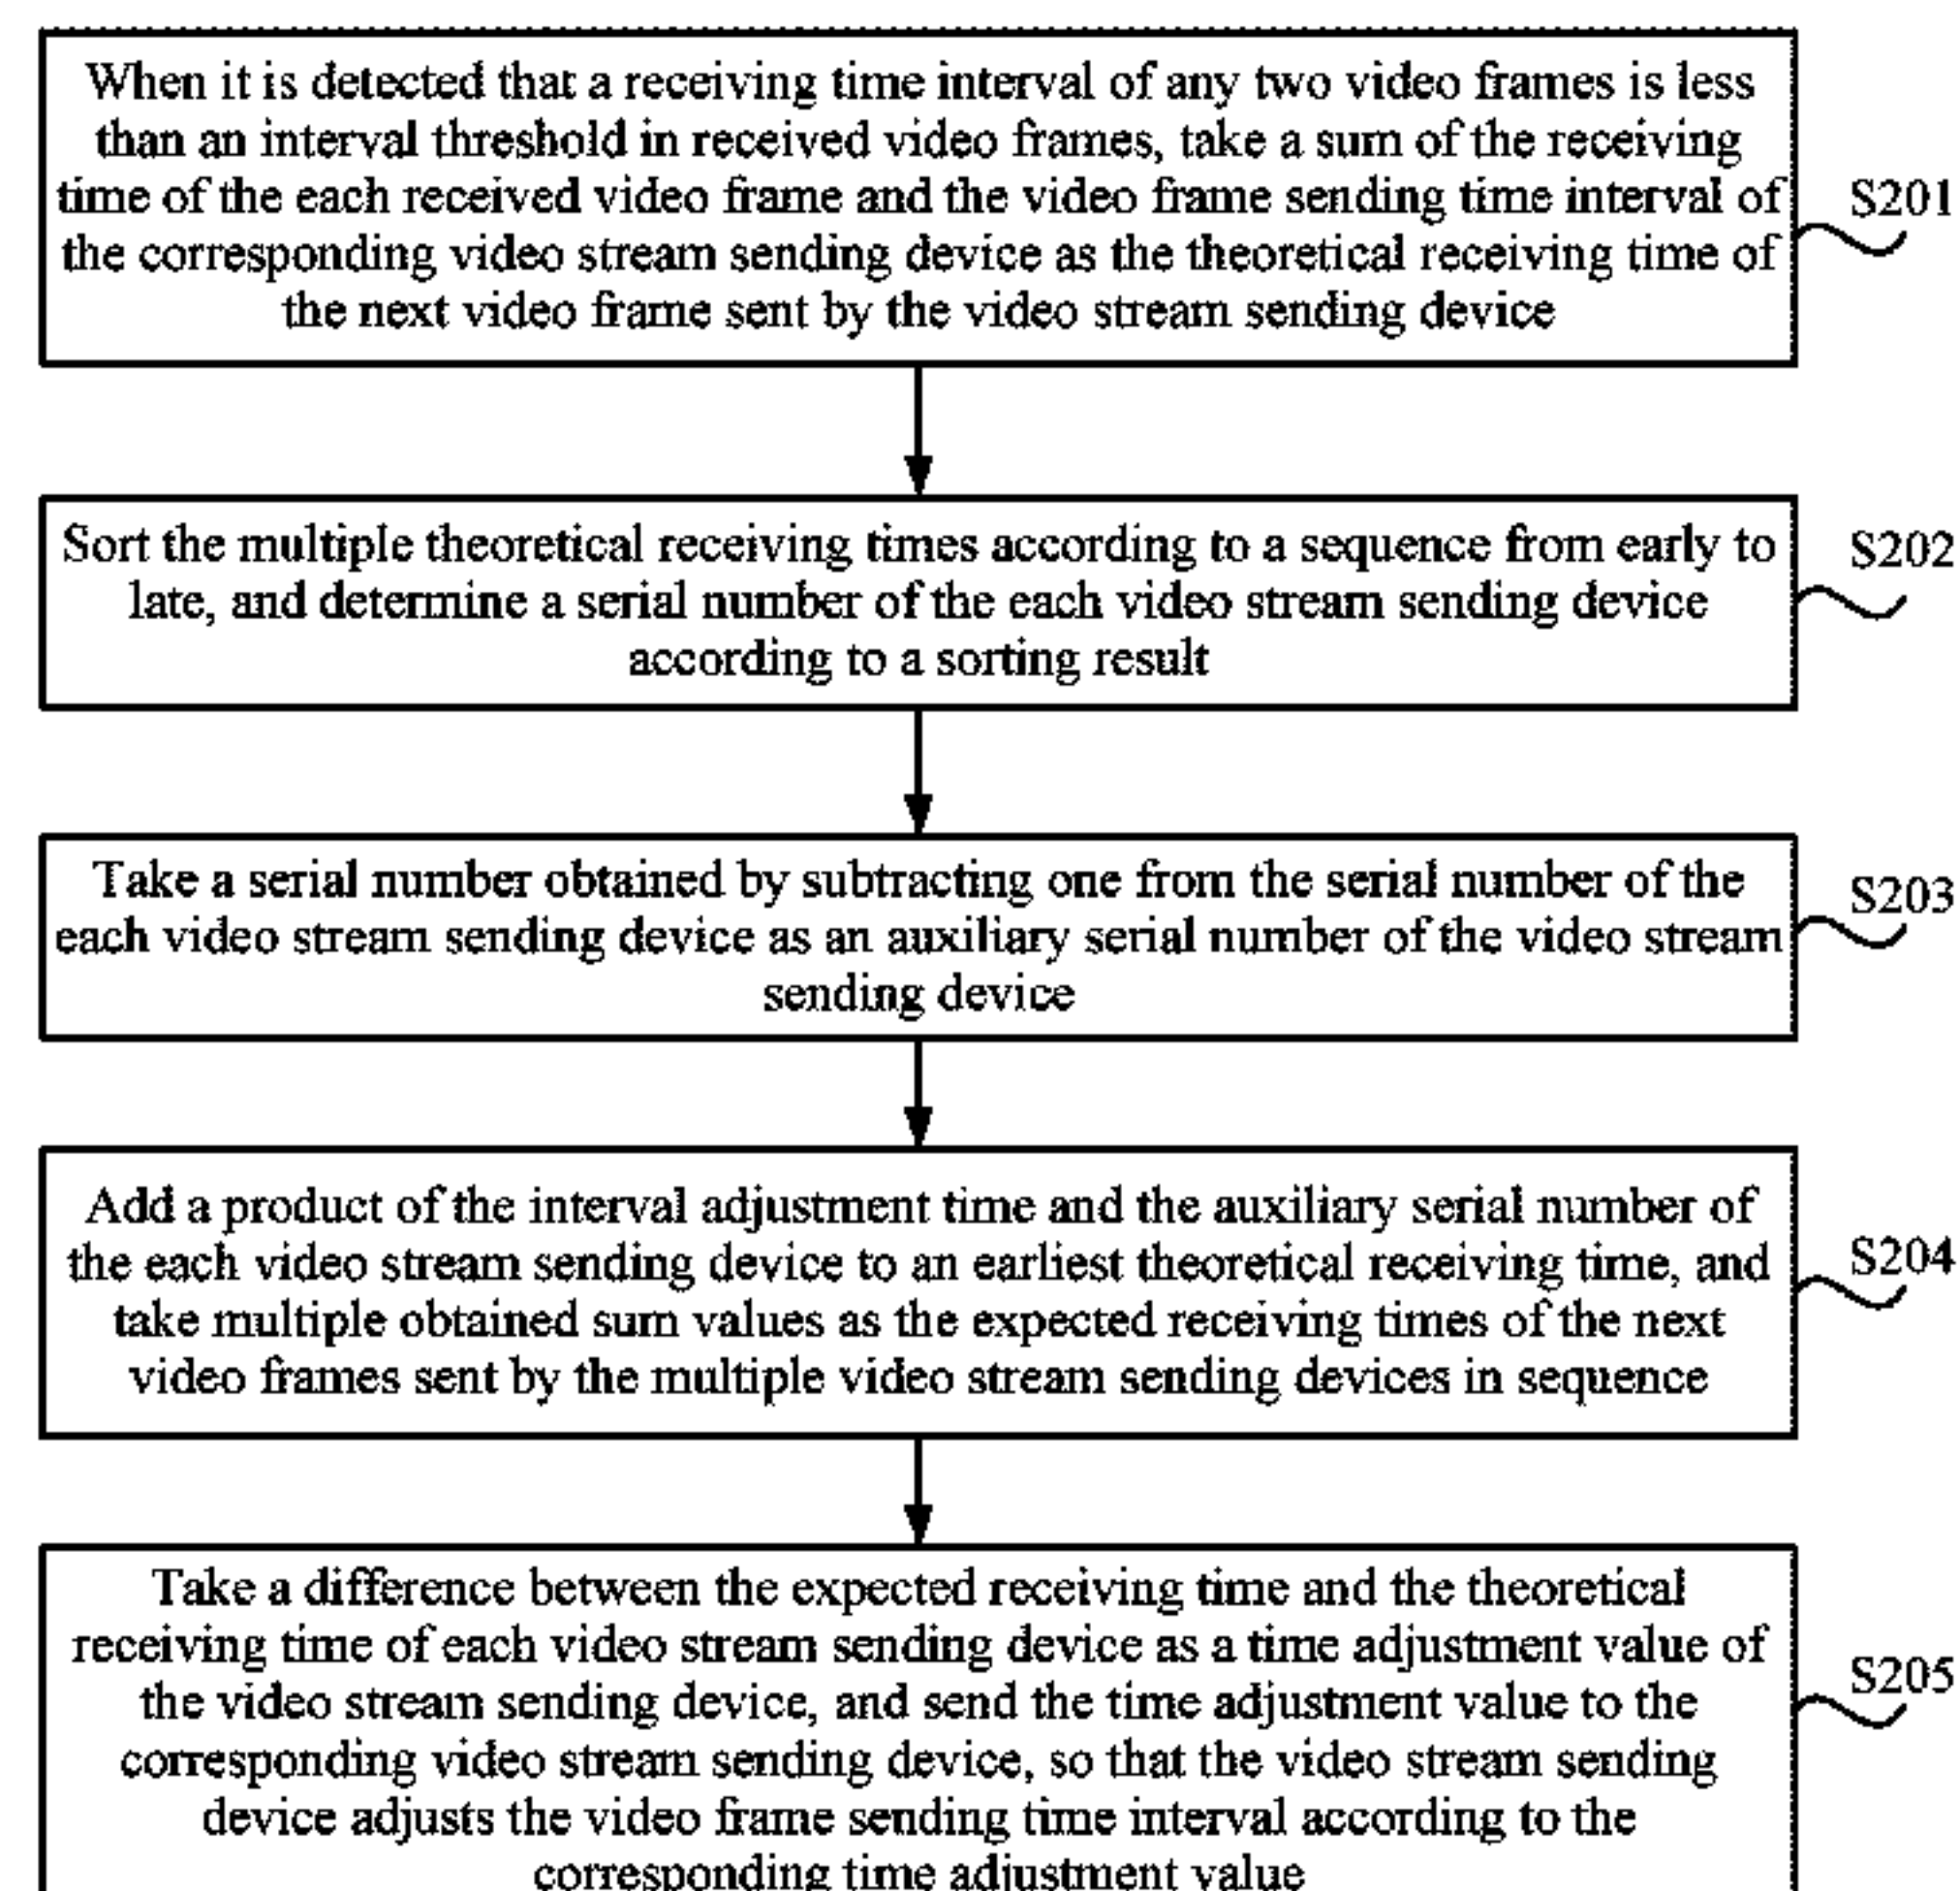 When it is detected that a receiving time interval of any two video frames is less
than an interval threshold in received video frames, take a sum of the receiving
time of the each received video frame and the video frame sending time interval of
the corresponding video stream sending device as the theoretical receiving time of
the next video frame sent by the video stream sending device
S201
Sort the multiple theoretical receiving times according to a sequence from early to
late, and determine a serial number of the each video stream sending device
according to a sorting result
S202
Take a serial number obtained by subtracting one from the serial number of the
each video stream sending device as an auxiliary serial number of the video stream
sending device
S203
Add a product of the interval adjustment time and the auxiliary serial number of
the each video stream sending device to an earliest theoretical receiving time, and
take multiple obtained sum values as the expected receiving times of the next
video frames sent by the multiple video stream sending devices in sequence
S204
Take a difference between the expected receiving time and the theoretical
receiving time of each video stream sending device as a time adjustment value of
the video stream sending device, and send the time adjustment value to the
corresponding video stream sending device, so that the video stream sending
device adjusts the video frame sending time interval according to the
corresponding time adjustment value
S205